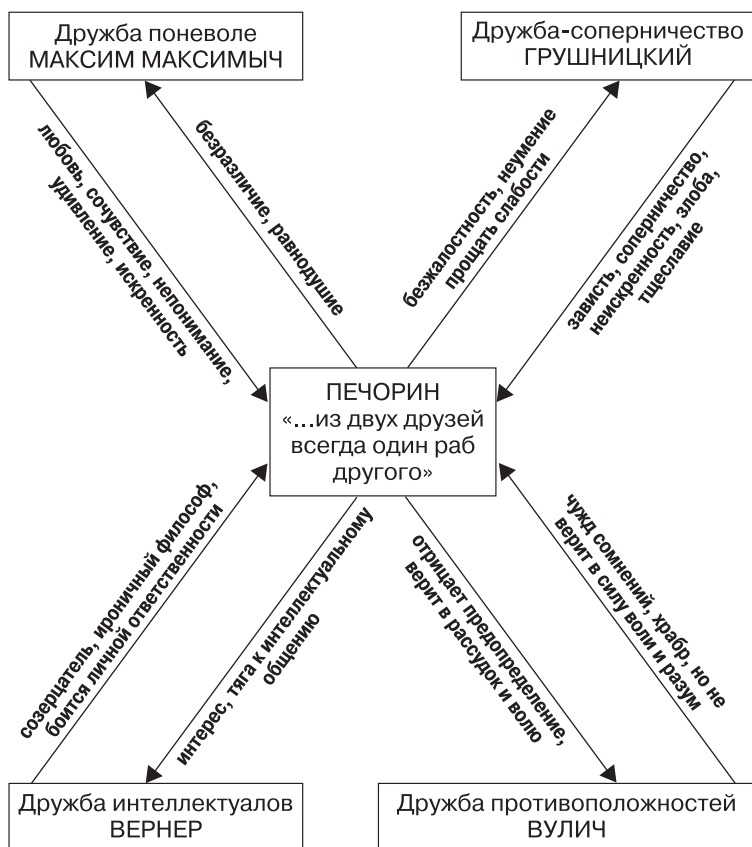 Дружба поневоле
МАКСИМ МАКСИМЫЧ
Дружба-соперничество
ГРУШНИЦКИЙ
любовь, сочувствие, непонимание,
удивление, искренность
безразличие, равнодушие
безжалостность, неумение
прощать слабости
зависть, соперничество,
неискренность, злоба,
тщеславие
ПЕЧОРИН
«...из двух друзей
всегда один раб
другого»
созерцатель, ироничный философ,
боится личной ответственности
интерес, тяга к интеллектуальному
общению
отрицает предопределение,
верит в рассудок и волю
чужд сомнений, храбр, но не
верит в силу воли и разум
Дружба интеллектуалов
ВЕРНЕР
Дружба противоположностей
ВУЛИЧ